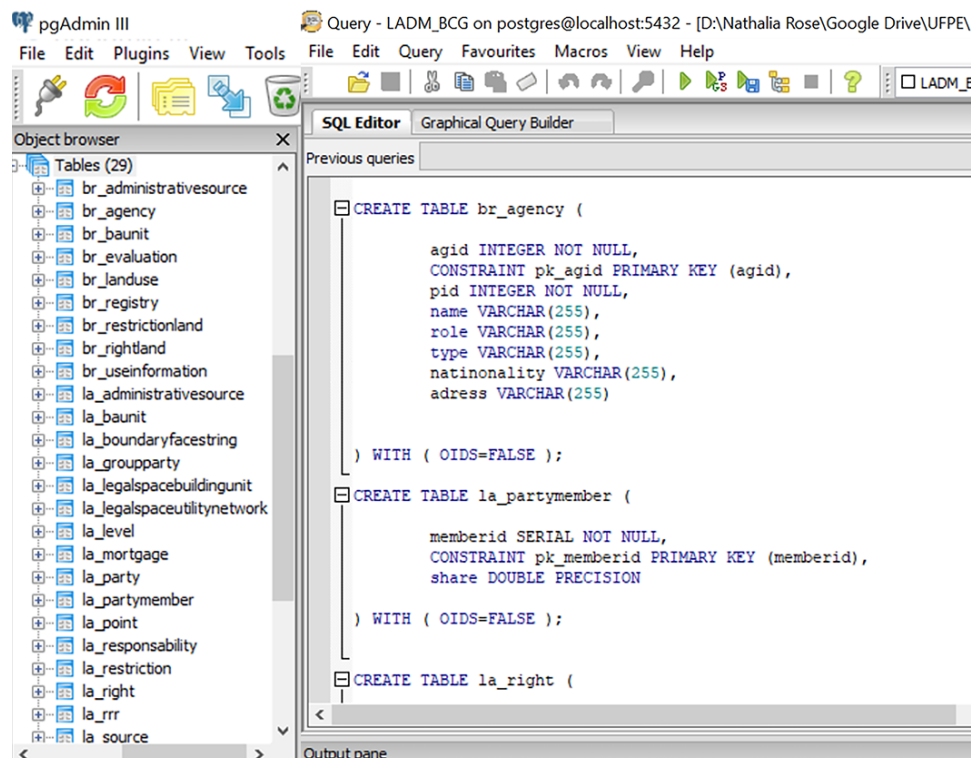 pgAdmin III
File Edit Plugins View Tools
Object browser
Tables (29)
br_administrativesource
br_agency
br_baunit
br_evaluation
br_landuse
br_registry
br_restrictionland
br_rightland
br_useinformation
la_administrativesource
la_baunit
la_boundaryfacestring
la_groupparty
la_legalspacebuildingunit
la_legalspaceutilitynetwork
la_level
la_mortgage
la_party
la_partymember
la_point
la_responsability
la_restriction
la_right
la_rrr
la_source
Query - LADM_BCG on postgres@localhost:5432 - [D:\Nathalia Rose\Google Drive\UFPE\
File Edit Query Favourites Macros View Help
LADM_B
SQL Editor Graphical Query Builder
Previous queries
CREATE TABLE br_agency (
agid INTEGER NOT NULL,
CONSTRAINT pk_agid PRIMARY KEY (agid),
pid INTEGER NOT NULL,
name VARCHAR(255),
role VARCHAR(255),
type VARCHAR(255),
natinonality VARCHAR(255),
adress VARCHAR(255)
) WITH ( OIDS=FALSE );
CREATE TABLE la_partymember (
memberid SERIAL NOT NULL,
CONSTRAINT pk_memberid PRIMARY KEY (memberid),
share DOUBLE PRECISION
) WITH ( OIDS=FALSE );
CREATE TABLE la_right (
Output pane